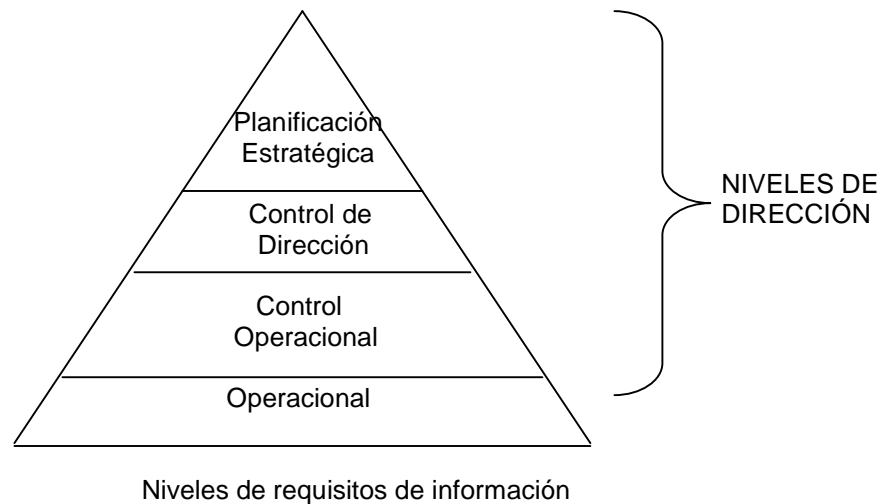 Planificación
Estratégica
Control de
Dirección
Control
Operacional
Operacional
NIVELES DE
DIRECCIÓN
Niveles de requisitos de información